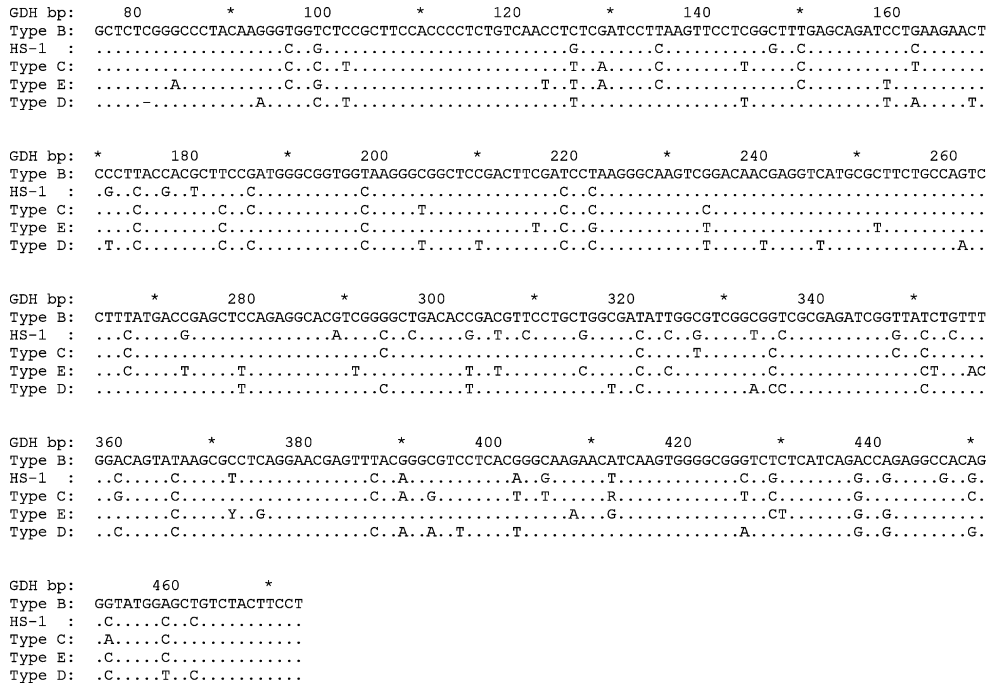 GDH bp: 80 * 100 * 120 * 140 * 160
Type B: GCTCTCGGGCCCTACAAGGGTGGTCTCCGCTTCCACCCCTCTGTCAACCTCTCGATCCTTAAGTTCCTCGGCTTTGAGCAGATCCTGAAGAACT
HS-1 : ....................C..G..........................G........C...........G..C...........C.......
Type C: ....................C..G..T.......................T..A.....C........T.....C...........T.......
Type E: ........A...........C..G.......................T..T..A.....C..............C........T..........
Type D: .....-...........A.....G..T.......................T.................T..............T..A.....T.
GDH bp: * 180 * 200 * 220 * 240 * 260
Type B: CCCTTACCACGCTTCCGATGGGCGGTGGTAAGGGCGGCTCCGACTTCGATCCTAAGGGCAAGTCGGACAACGAGGTCATGCGCTTCTGCCAGTC
HS-1 : .G..C..G..T.....C...........C....................C..C.........................................
Type C: ....C........C..C...........C.....T..............C..C...........C.............................
Type E: ....C........C..............C.................T..C..G...........T.................T...........
Type D: .T..C........C..C...........C.....T.....T........C..C...........T.....T.....T..............A..
GDH bp: * 280 * 300 * 320 * 340 *
Type B: CTTTATGACCGAGCTCCAGAGGCACGTCGGGGCTGACACCGACGTTCCTGCTGGCGATATTGGCGTCGGCGGTCGCGAGATCGGTTATCTGTTT
HS-1 : ...C.....G...............A....C..C.....G..T..C.....G.....C..C..G.....T..C...........G..C..C...
Type C: ...C..........................C..........................C.....T.......C............C..C......
Type E: ...C.....T.....T...........T...........T..T........C.....C..C..........C...............CT...AC
Type D: ...............T..............C........T..............T..C...........A.CC..............C......
GDH bp: 360 * 380 * 400 * 420 * 440 *
Type B: GGACAGTATAAGCGCCTCAGGAACGAGTTTACGGGCGTCCTCACGGGCAAGAACATCAAGTGGGGCGGGTCTCTCATCAGACCAGAGGCCACAG
HS-1 : ..C.....C.....T..............C..A...........A..G......T.............C..G........G..G.....G..G.
Type C: ..G.....C....................C..A..G........T..T......R.............T..C........G..G........C.
Type E: ........C.....Y..G................................A...G................CT.......G..G..........
Type D: ..C.....C....................C..A..A..T.....T.......................A...........G..G........G.
GDH bp: 460 *
Type B: GGTATGGAGCTGTCTACTTCCT
HS-1 : .C.....C..C...........
Type C: .A.....C..............
Type E: .C.....C..............
Type D: .C.....T..C...........